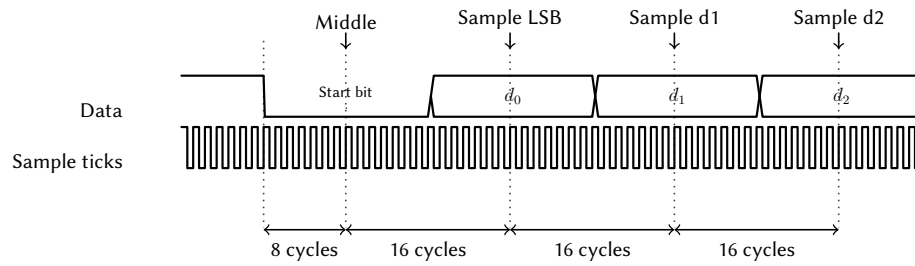 Middle
Sample LSB
Sample d1
Sample d2
Data
Start bit
d0
d1
d2
Sample ticks
8 cycles
16 cycles
16 cycles
16 cycles